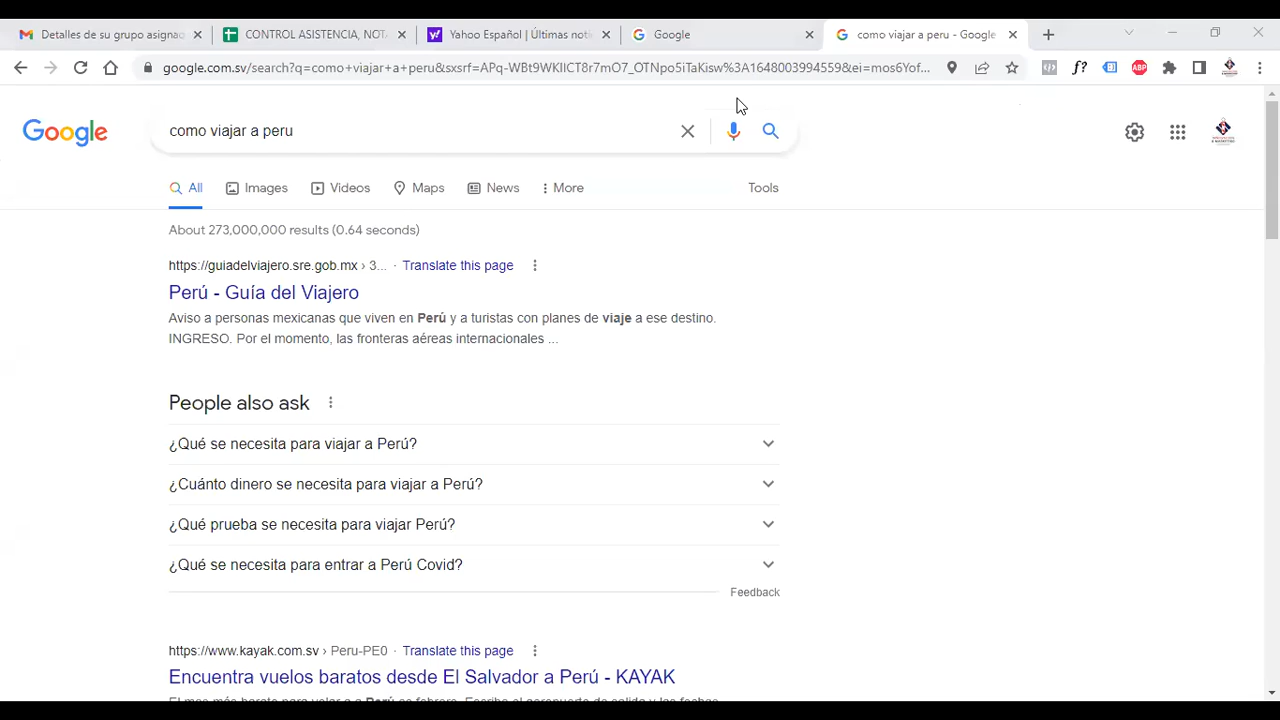 Detalles de su grupo asignad
CONTROL ASISTENCIA, NOTA
Yahoo Español | Últimas notic
Google
como viajar a peru - Google
google.com.sv/search?q=como+viajar+a+peru&sxsrf=APq-WBt9WKIICT8r7mO7_OTNpo5iTaKisw%3A1648003994559&ei=mos6Yof...
Google
como viajar a peru
All
Images
Videos
Maps
News
More
Tools
About 273,000,000 results (0.64 seconds)
https://guiadelviajero.sre.gob.mx › 3... · Translate this page
Perú - Guía del Viajero
Aviso a personas mexicanas que viven en Perú y a turistas con planes de viaje a ese destino.
INGRESO. Por el momento, las fronteras aéreas internacionales ...
People also ask
¿Qué se necesita para viajar a Perú?
¿Cuánto dinero se necesita para viajar a Perú?
¿Qué prueba se necesita para viajar Perú?
¿Qué se necesita para entrar a Perú Covid?
Feedback
https://www.kayak.com.sv › Peru-PE0 · Translate this page
Encuentra vuelos baratos desde El Salvador a Perú - KAYAK